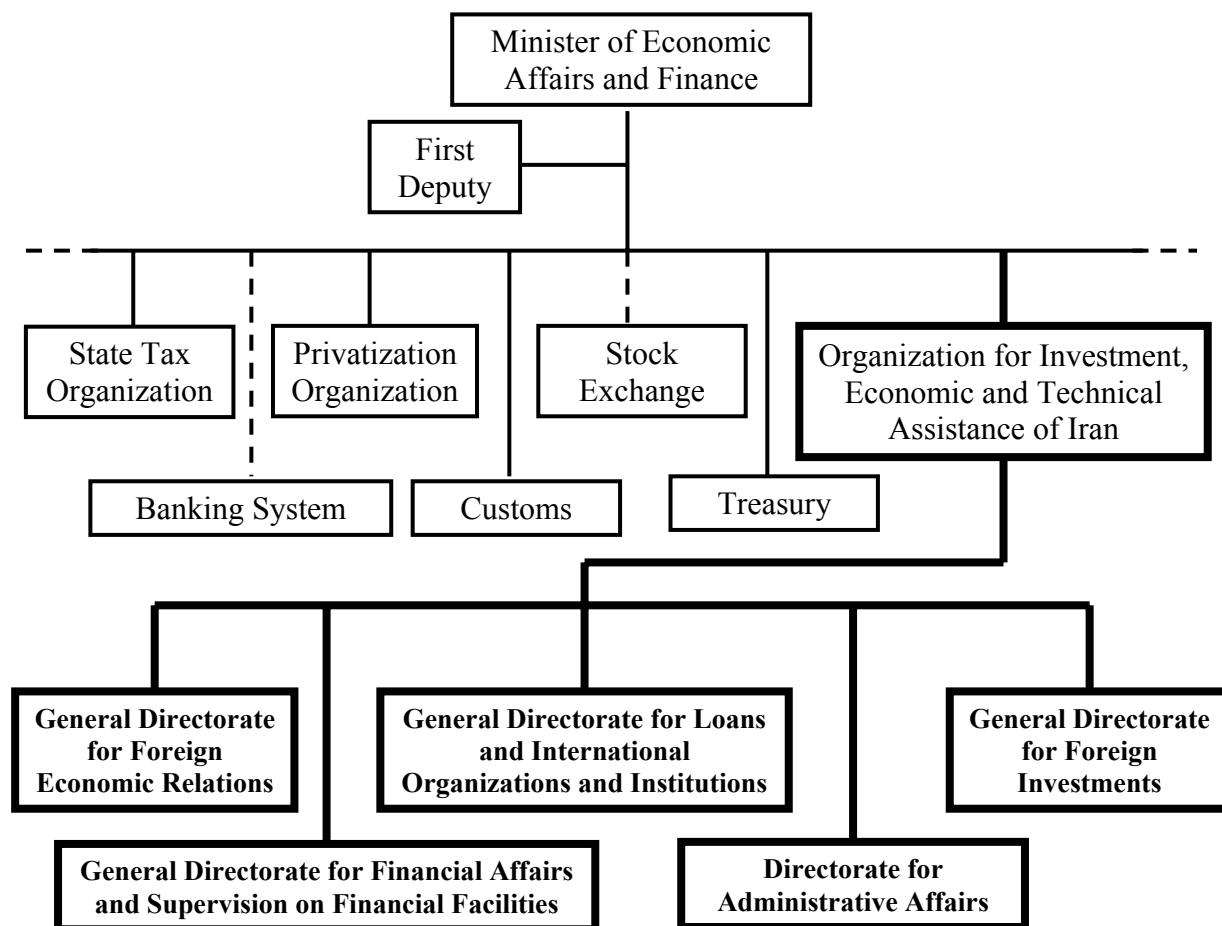 Minister of Economic
Affairs and Finance
First
Deputy
State Tax
Organization
Privatization
Organization
Stock
Exchange
Organization for Investment,
Economic and Technical
Assistance of Iran
Banking System
Customs
Treasury
General Directorate
for Foreign
Economic Relations
General Directorate for Loans
and International
Organizations and Institutions
General Directorate
for Foreign
Investments
General Directorate for Financial Affairs
and Supervision on Financial Facilities
Directorate for
Administrative Affairs